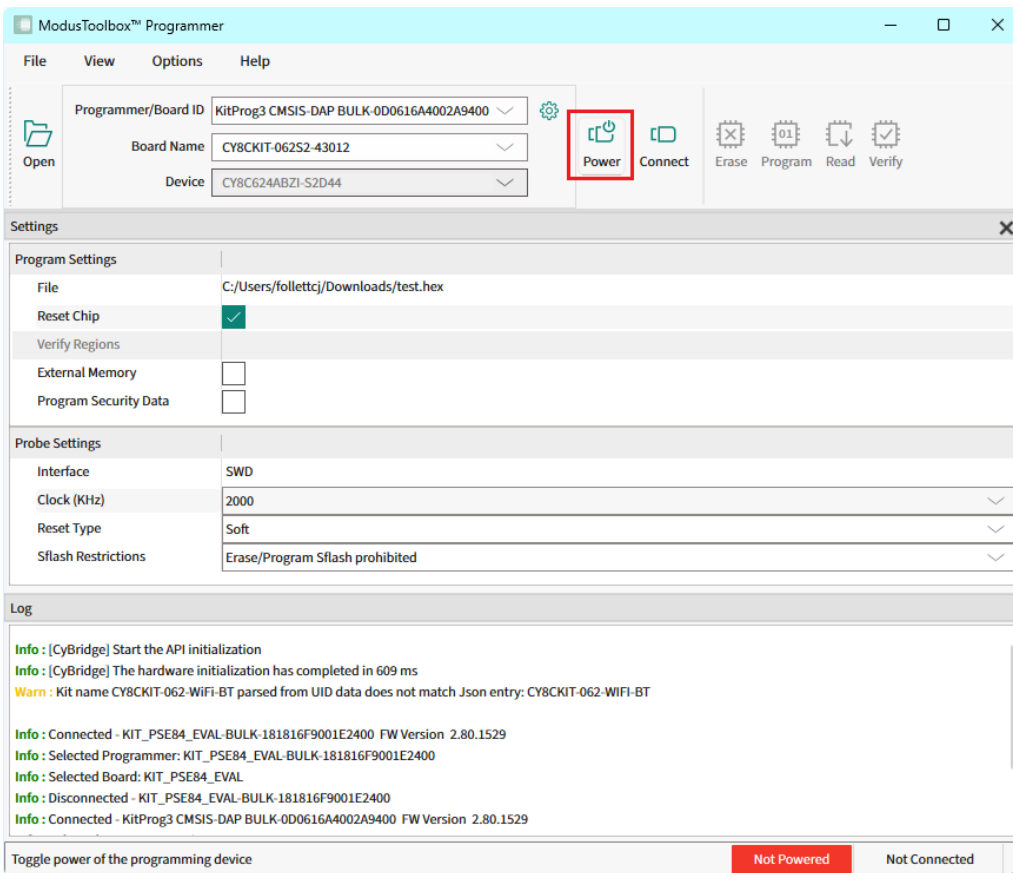 ModusToolbox™ Programmer
File View Options Help
Open
Programmer/Board ID KitProg3 CMSIS-DAP BULK-0D0616A4002A9400
Board Name CY8CKIT-062S2-43012
Device CY8C624ABZI-S2D44
Power Connect Erase Program Read Verify
Settings
Program Settings
File C:/Users/follettcj/Downloads/test.hex
Reset Chip
Verify Regions
External Memory
Program Security Data
Probe Settings
Interface SWD
Clock (KHz) 2000
Reset Type Soft
Sflash Restrictions Erase/Program Sflash prohibited
Log
Info : [CyBridge] Start the API initialization
Info : [CyBridge] The hardware initialization has completed in 609 ms
Warn : Kit name CY8CKIT-062-WiFi-BT parsed from UID data does not match Json entry: CY8CKIT-062-WIFI-BT
Info : Connected - KIT_PSE84_EVAL-BULK-181816F9001E2400 FW Version 2.80.1529
Info : Selected Programmer: KIT_PSE84_EVAL-BULK-181816F9001E2400
Info : Selected Board: KIT_PSE84_EVAL
Info : Disconnected - KIT_PSE84_EVAL-BULK-181816F9001E2400
Info : Connected - KitProg3 CMSIS-DAP BULK-0D0616A4002A9400 FW Version 2.80.1529
Toggle power of the programming device Not Powered Not Connected